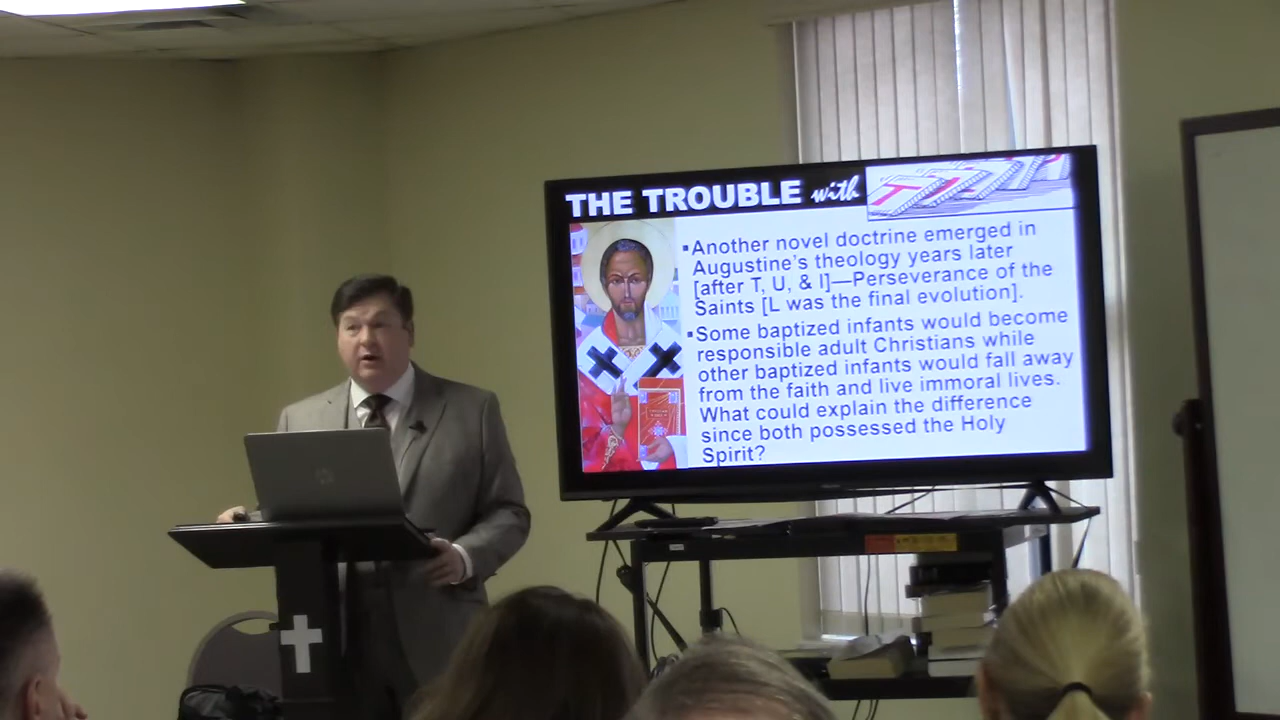 THE TROUBLE with
▪Another novel doctrine emerged in
Augustine's theology years later
[after T, U, & I]—Perseverance of the
Saints [L was the final evolution].
▪Some baptized infants would become
responsible adult Christians while
other baptized infants would fall away
from the faith and live immoral lives.
What could explain the difference
since both possessed the Holy
Spirit?